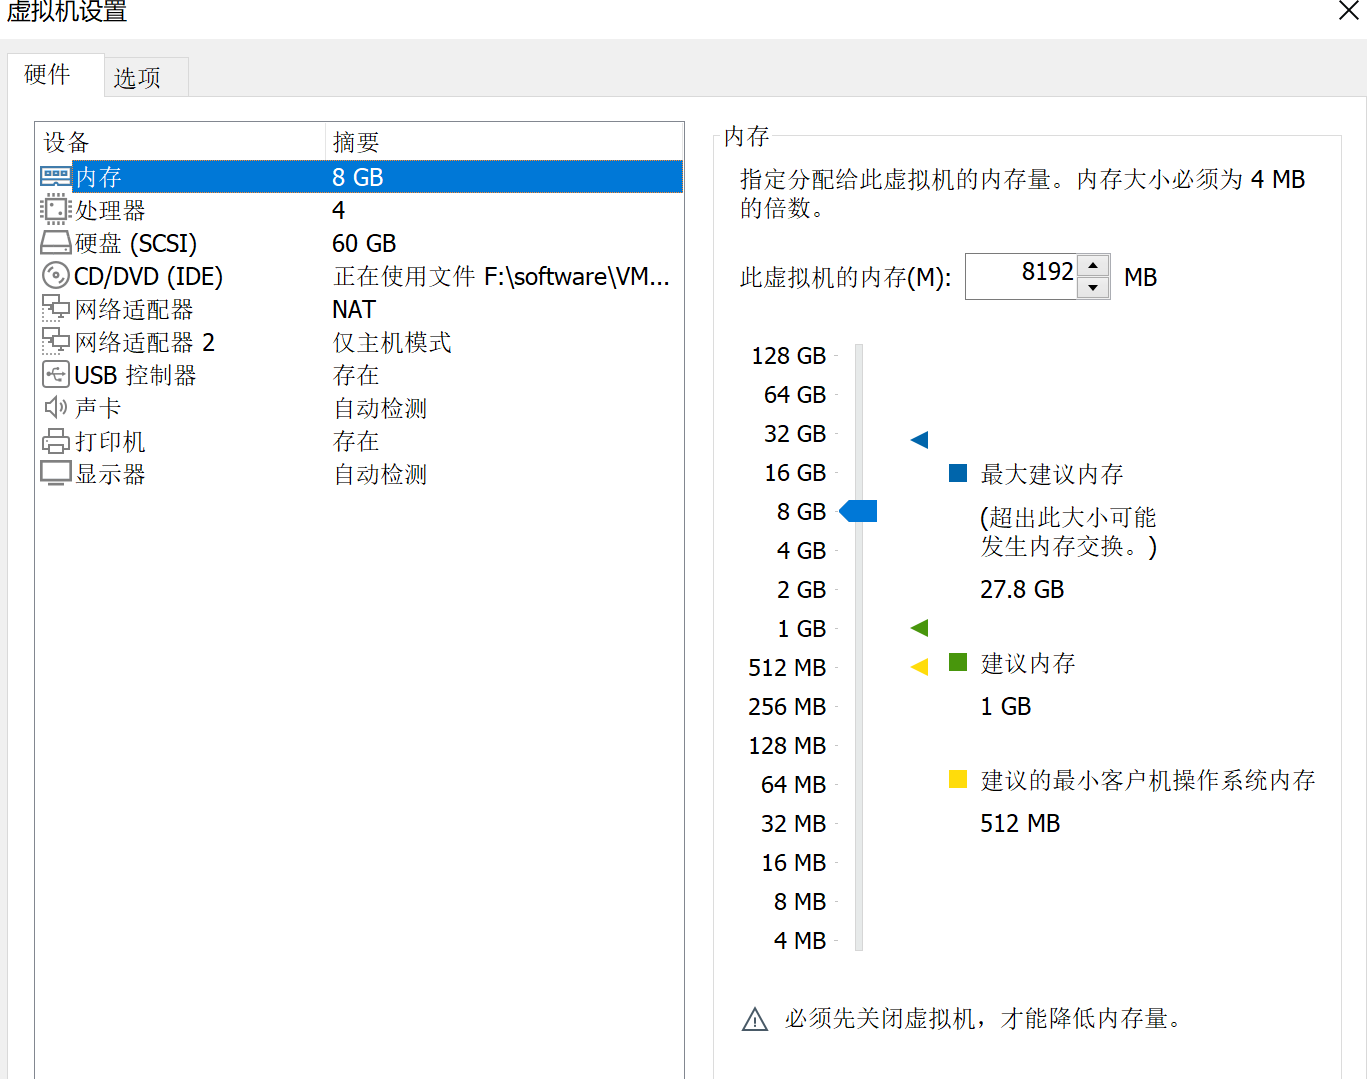 虚拟机设置
硬件
选项
设备 摘要
内存 8 GB
处理器 4
硬盘 (SCSI) 60 GB
CD/DVD (IDE) 正在使用文件 F:\software\VM...
网络适配器 NAT
网络适配器 2 仅主机模式
USB 控制器 存在
声卡 自动检测
打印机 存在
显示器 自动检测
内存
指定分配给此虚拟机的内存量。内存大小必须为 4 MB
的倍数。
此虚拟机的内存(M): 8192 MB
128 GB
64 GB
32 GB
16 GB
8 GB
4 GB
2 GB
1 GB
512 MB
256 MB
128 MB
64 MB
32 MB
16 MB
8 MB
4 MB
最大建议内存
(超出此大小可能
发生内存交换。)
27.8 GB
建议内存
1 GB
建议的最小客户机操作系统内存
512 MB
必须先关闭虚拟机，才能降低内存量。